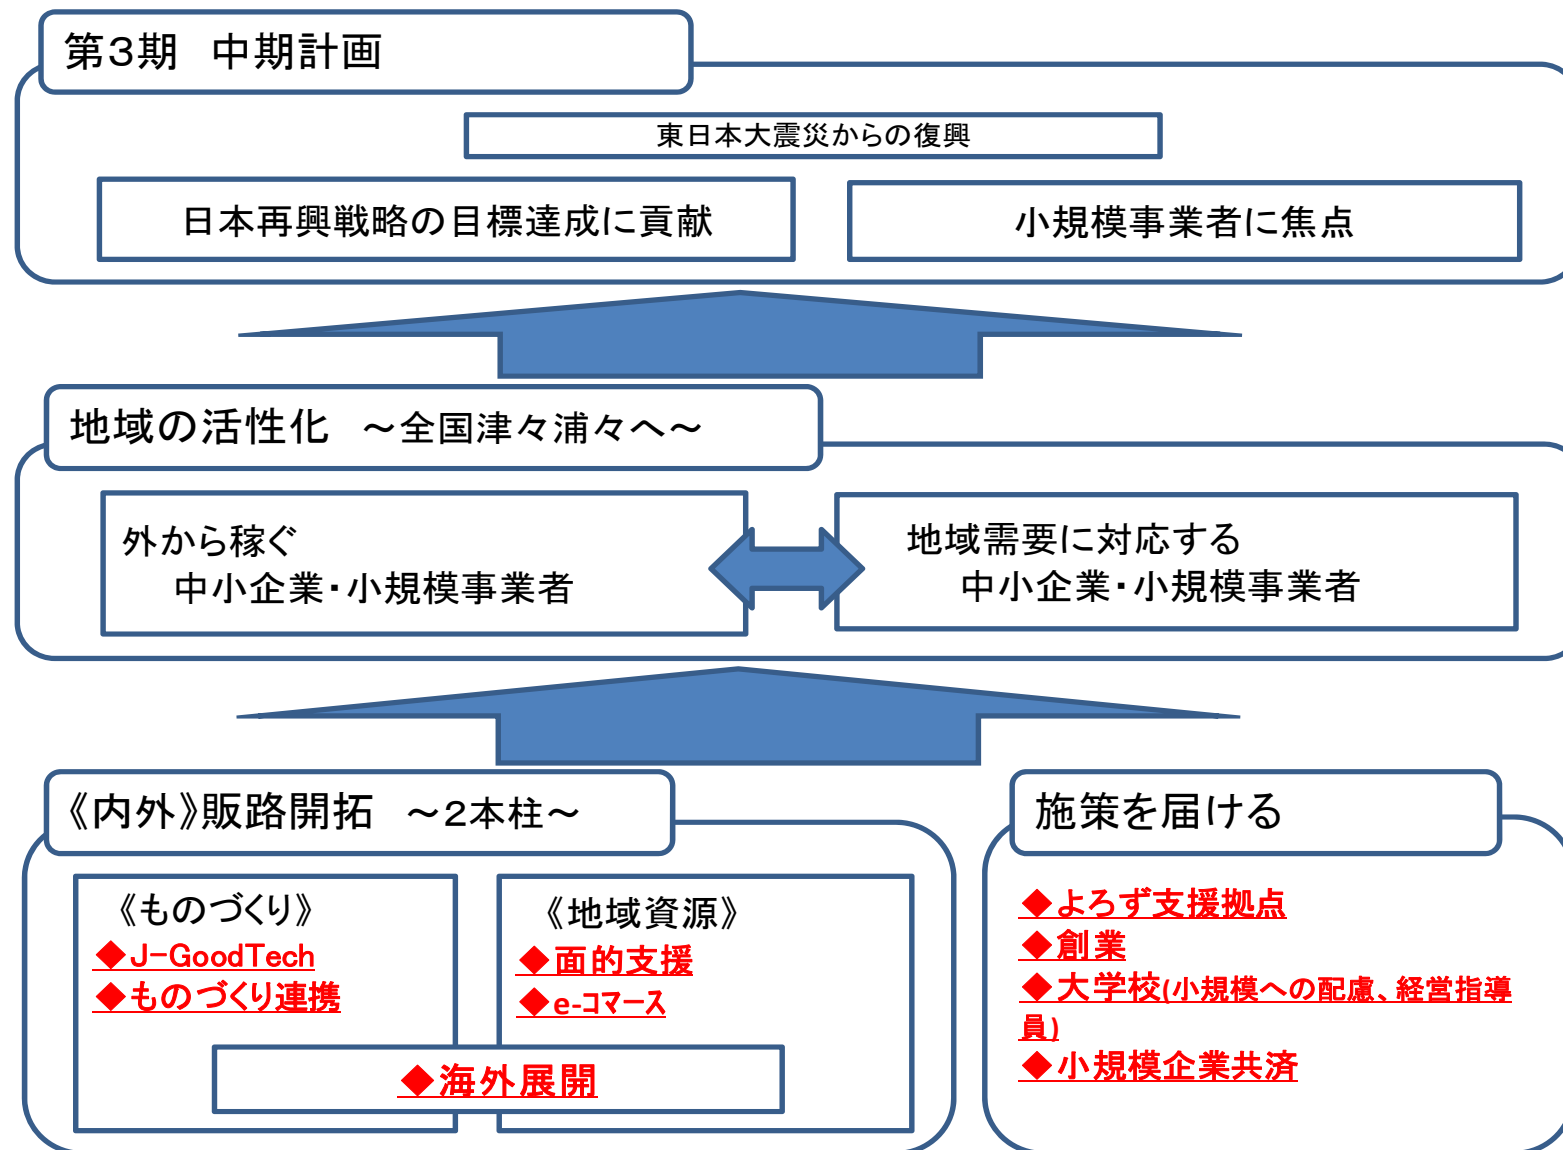 第3期　中期計画
東日本大震災からの復興
日本再興戦略の目標達成に貢献
小規模事業者に焦点
地域の活性化　～全国津々浦々へ～
外から稼ぐ
中小企業・小規模事業者
地域需要に対応する
中小企業・小規模事業者
《内外》販路開拓　～2本柱～
《ものづくり》
◆J-GoodTech
◆ものづくり連携
《地域資源》
◆面的支援
◆e-コマース
◆海外展開
施策を届ける
◆よろず支援拠点
◆創業
◆大学校(小規模への配慮、経営指導
員)
◆小規模企業共済